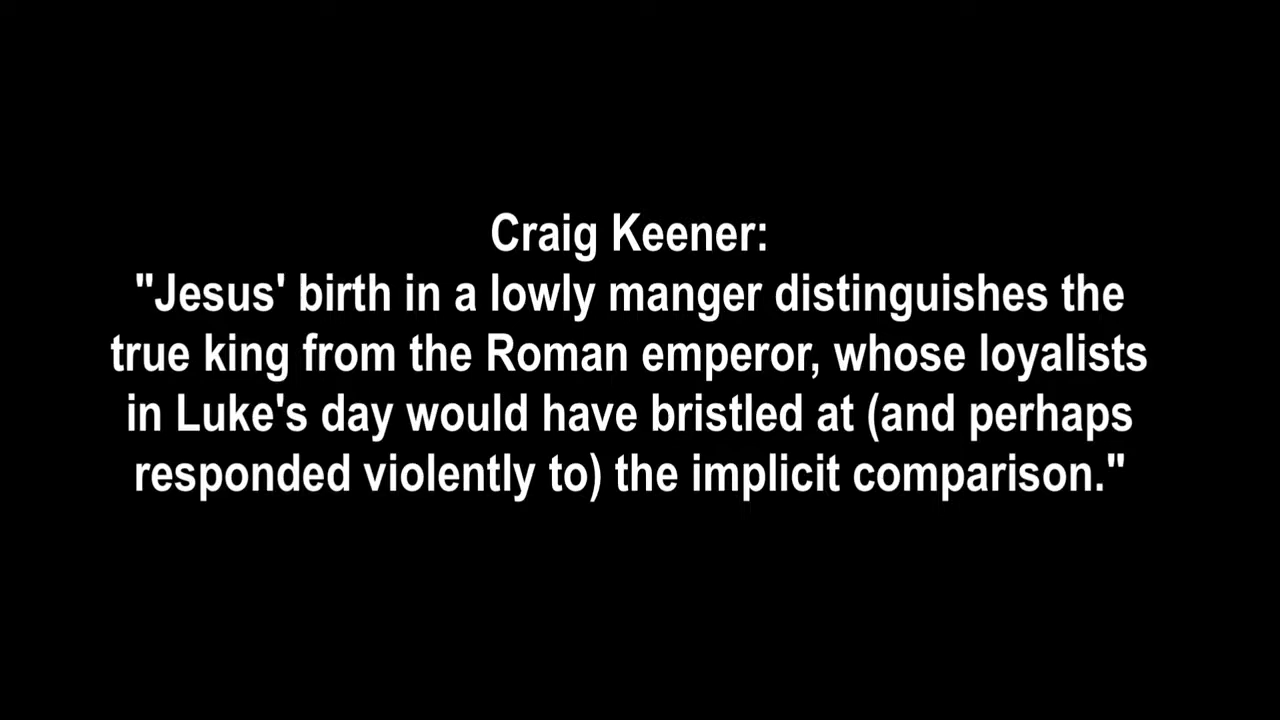 Craig Keener:
"Jesus' birth in a lowly manger distinguishes the
true king from the Roman emperor, whose loyalists
in Luke's day would have bristled at (and perhaps
responded violently to) the implicit comparison."